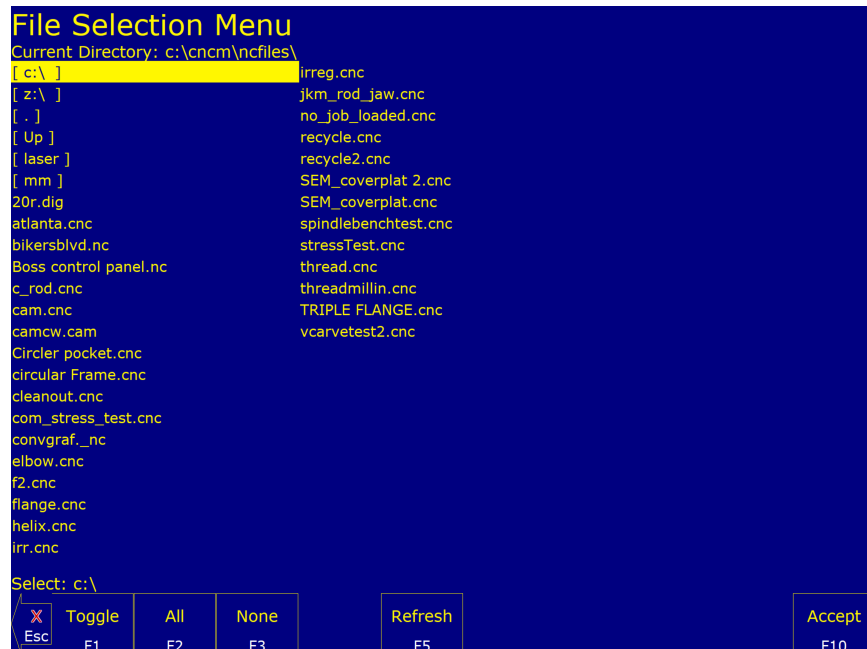 File Selection Menu
Current Directory: c:\cncm\ncfiles\
[ c:\ ]
[ z:\ ]
[ . ]
[ Up ]
[ laser ]
[ mm ]
20r.dig
atlanta.cnc
bikersblvd.nc
Boss control panel.nc
c_rod.cnc
cam.cnc
camcw.cam
Circler pocket.cnc
circular Frame.cnc
cleanout.cnc
com_stress_test.cnc
convgraf._nc
elbow.cnc
f2.cnc
flange.cnc
helix.cnc
irr.cnc
irreg.cnc
jkm_rod_jaw.cnc
no_job_loaded.cnc
recycle.cnc
recycle2.cnc
SEM_coverplat 2.cnc
SEM_coverplat.cnc
spindlebenchtest.cnc
stressTest.cnc
thread.cnc
threadmillin.cnc
TRIPLE FLANGE.cnc
vcarvetest2.cnc
Select: c:\
X Toggle All None Refresh Accept
Esc F1 F2 F3 F5 F10